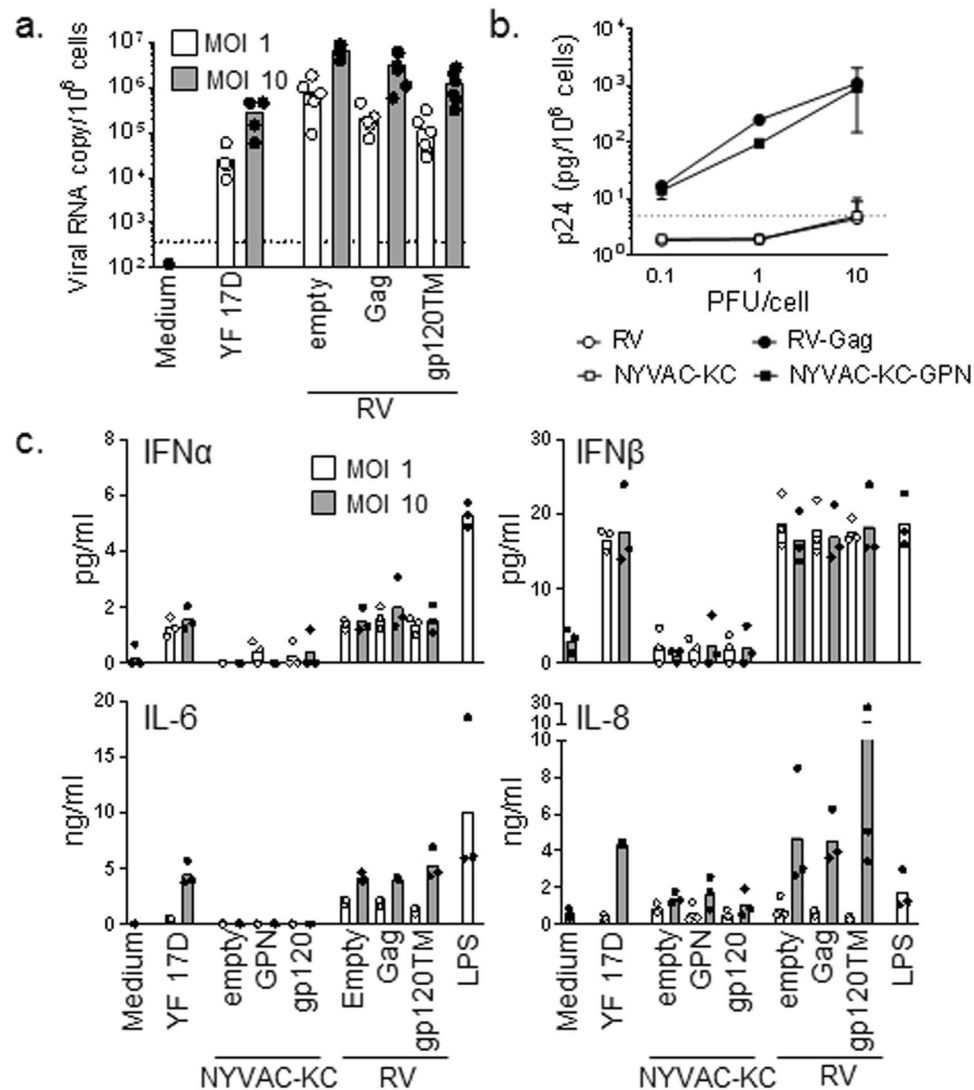 a.
Viral RNA copy/10⁶ cells
10⁷
10⁶
10⁵
10⁴
10³
10²
MOI 1
MOI 10
Medium
YF 17D
empty
Gag
gp120TM
RV
b.
p24 (pg/10⁶ cells)
10⁴
10³
10²
10¹
10⁰
0.1
1
10
PFU/cell
RV
RV-Gag
NYVAC-KC
NYVAC-KC-GPN
c.
IFNα
pg/ml
8
6
4
2
0
MOI 1
MOI 10
IFNβ
pg/ml
30
20
10
0
IL-6
ng/ml
20
15
10
5
0
Medium
YF 17D
empty
GPN
gp120
NYVAC-KC
Empty
Gag
gp120TM
RV
LPS
IL-8
ng/ml
30
10
10
8
6
4
2
0
Medium
YF 17D
empty
GPN
gp120
NYVAC-KC
empty
Gag
gp120TM
RV
LPS